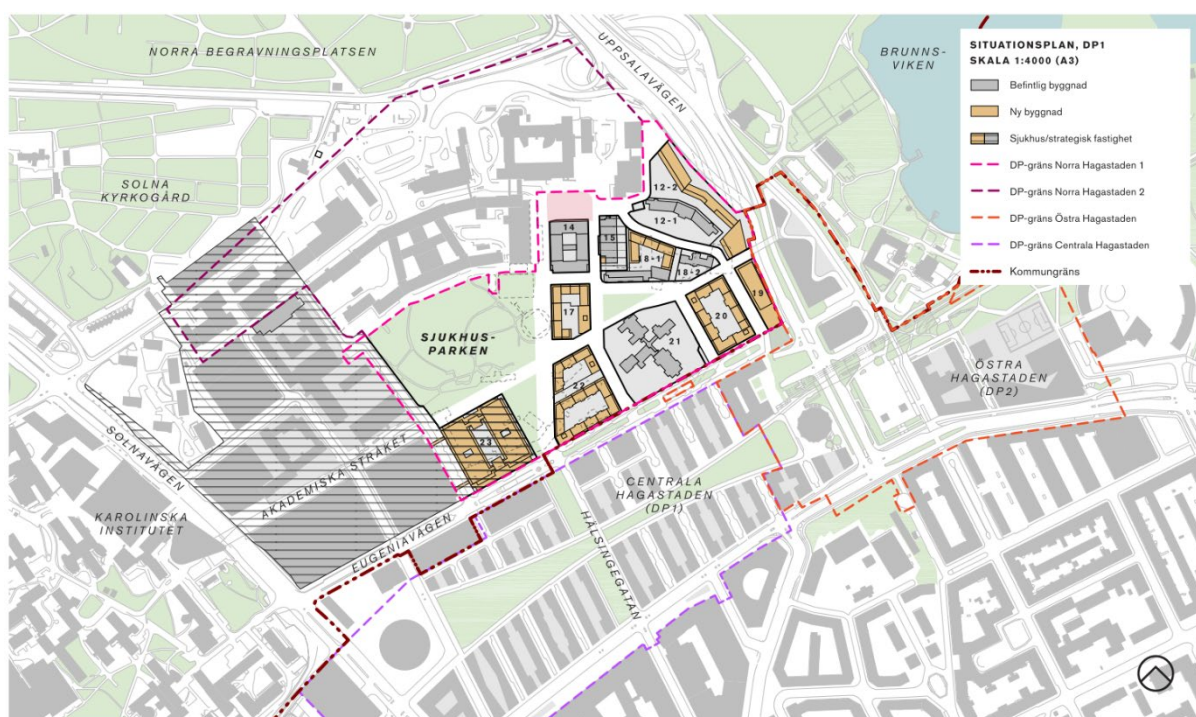 NORRA BEGRAVNINGSPLATSEN
UPPSALAVÄGEN
BRUNNS-
VIKEN
SITUATIONSPLAN, DP1
SKALA 1:4000 (A3)
Befintlig byggnad
Ny byggnad
Sjukhus/strategisk fastighet
DP-gräns Norra Hagastaden 1
DP-gräns Norra Hagastaden 2
DP-gräns Östra Hagastaden
DP-gräns Centrala Hagastaden
Kommungräns
SOLNA
KYRKOGÅRD
12-2
12-1
14
15
18-1
18-2
17
19
20
21
22
23
SJUKHUS-
PARKEN
ÖSTRA
HAGASTADEN
(DP2)
SOLNAVÄGEN
AKADEMISKA STRÅKET
KAROLINSKA
INSTITUTET
EUGENIAVÄGEN
CENTRALA
HAGASTADEN
(DP1)
HÄLSINGEGATAN